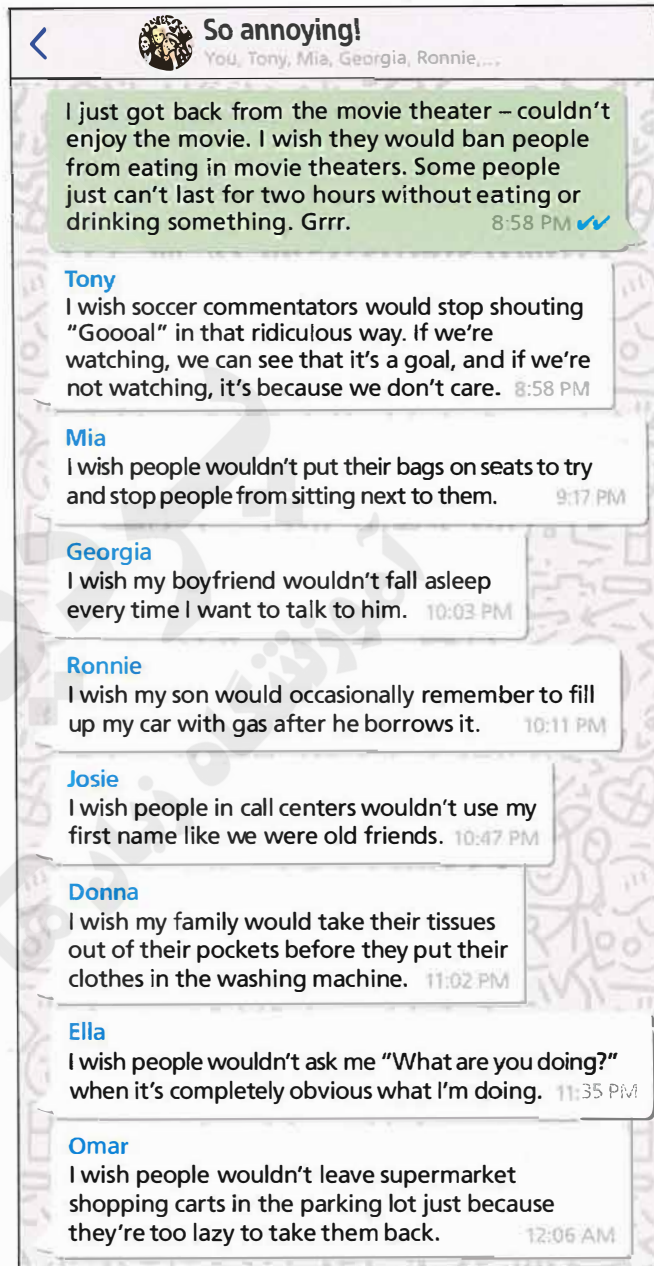 So annoying!
You, Tony, Mia, Georgia, Ronnie,...
I just got back from the movie theater – couldn't
enjoy the movie. I wish they would ban people
from eating in movie theaters. Some people
just can't last for two hours without eating or
drinking something. Grrr. 8:58 PM
Tony
I wish soccer commentators would stop shouting
"Goooal" in that ridiculous way. If we're
watching, we can see that it's a goal, and if we're
not watching, it's because we don't care. 8:58 PM
Mia
I wish people wouldn't put their bags on seats to try
and stop people from sitting next to them. 9:17 PM
Georgia
I wish my boyfriend wouldn't fall asleep
every time I want to talk to him. 10:03 PM
Ronnie
I wish my son would occasionally remember to fill
up my car with gas after he borrows it. 10:11 PM
Josie
I wish people in call centers wouldn't use my
first name like we were old friends. 10:47 PM
Donna
I wish my family would take their tissues
out of their pockets before they put their
clothes in the washing machine. 11:02 PM
Ella
I wish people wouldn't ask me "What are you doing?"
when it's completely obvious what I'm doing. 11:35 PM
Omar
I wish people wouldn't leave supermarket
shopping carts in the parking lot just because
they're too lazy to take them back. 12:06 AM
آموزشگاه زبان